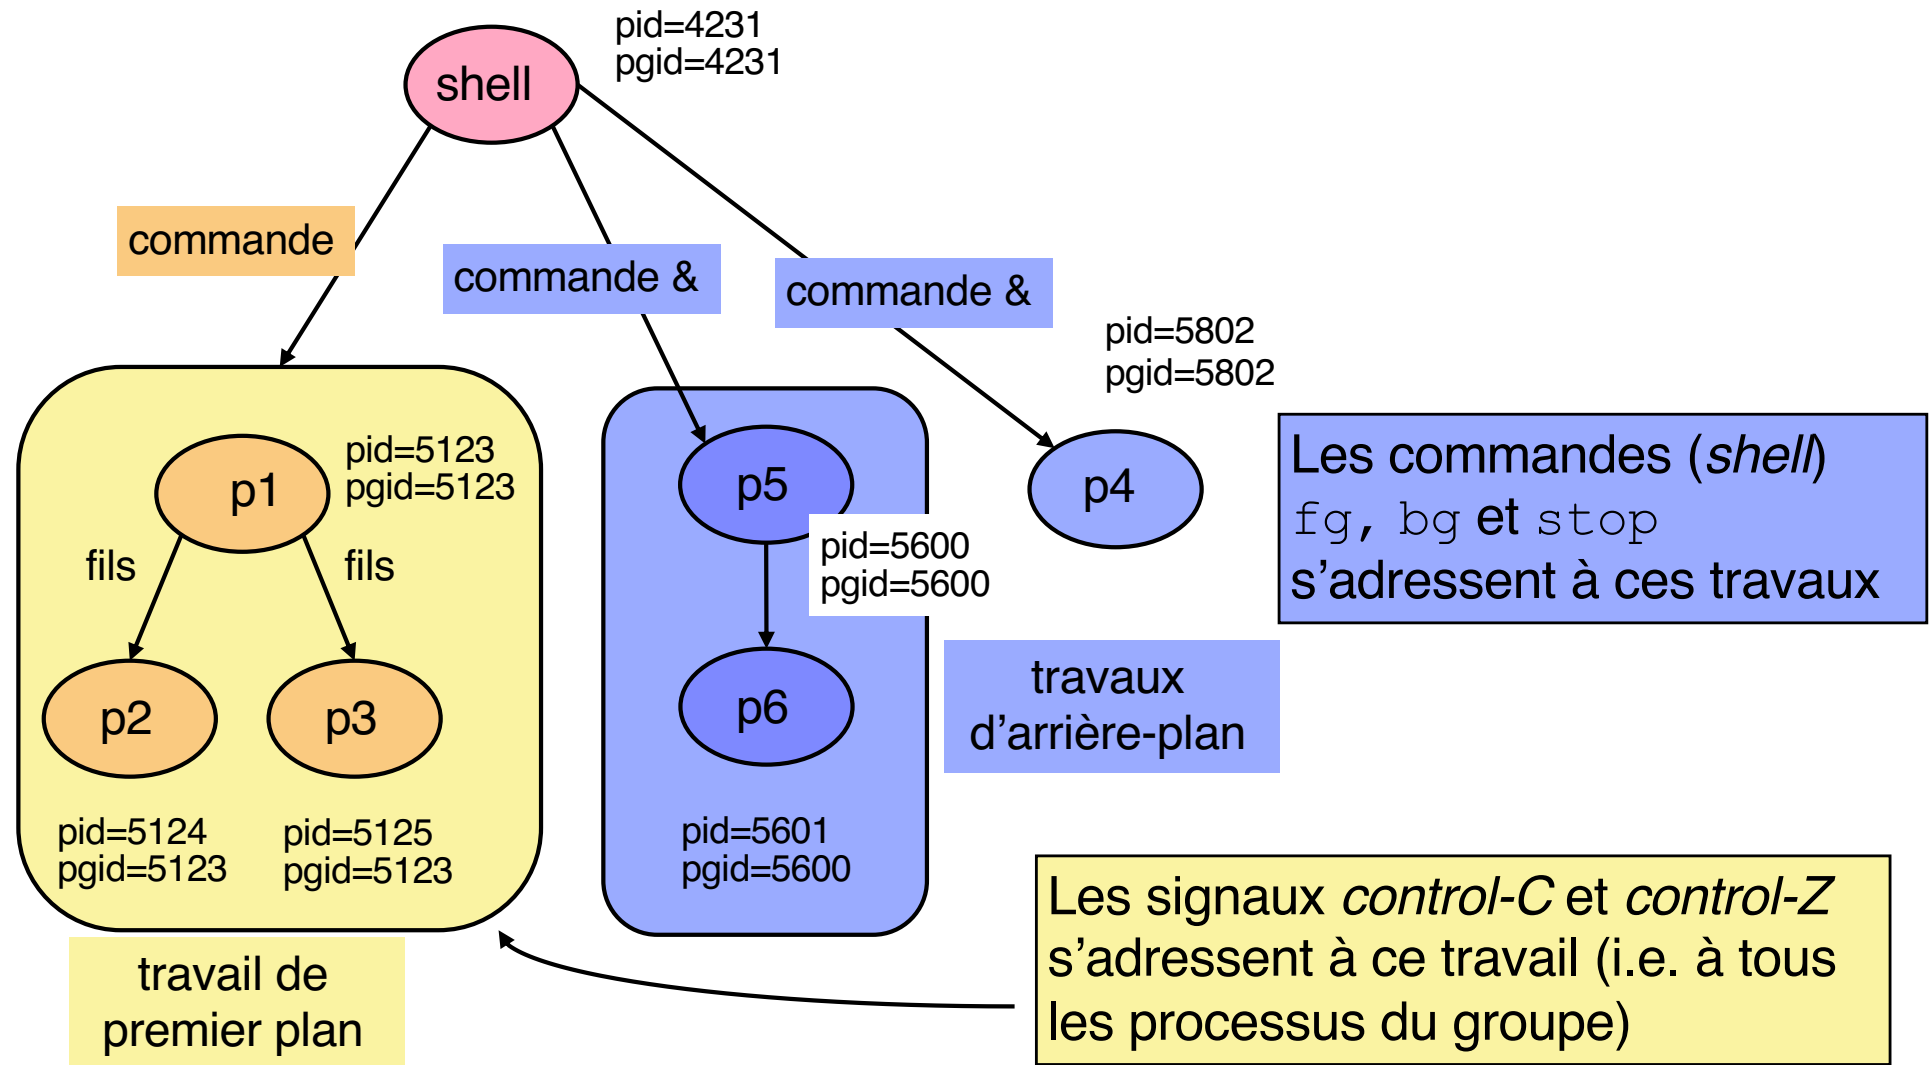 pid=4231
pgid=4231
shell
commande
commande &
commande &
pid=5802
pgid=5802
p1
pid=5123
pgid=5123
fils
fils
p2
p3
pid=5124
pgid=5123
pid=5125
pgid=5123
travail de
premier plan
p5
pid=5600
pgid=5600
p6
pid=5601
pgid=5600
p4
travaux
d’arrière-plan
Les commandes (shell)
fg, bg et stop
s’adressent à ces travaux
Les signaux control-C et control-Z
s’adressent à ce travail (i.e. à tous
les processus du groupe)